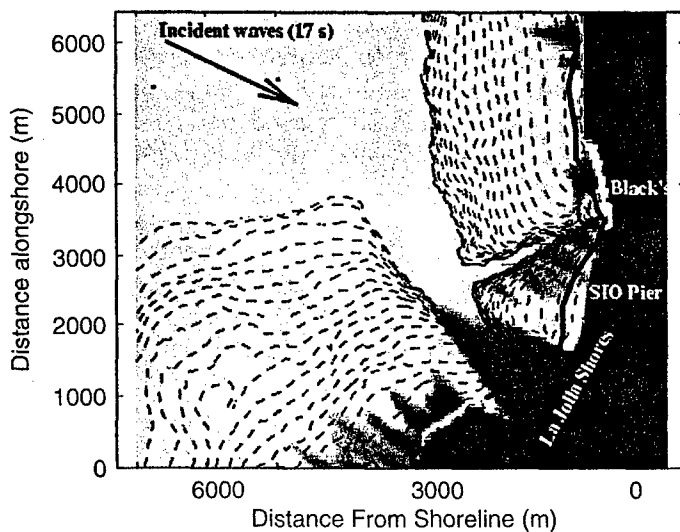 Incident waves (17 s)
6000
5000
4000
3000
2000
1000
0
Distance alongshore (m)
Black's
SIO Pier
La Jolla Shores
6000
3000
0
Distance From Shoreline (m)